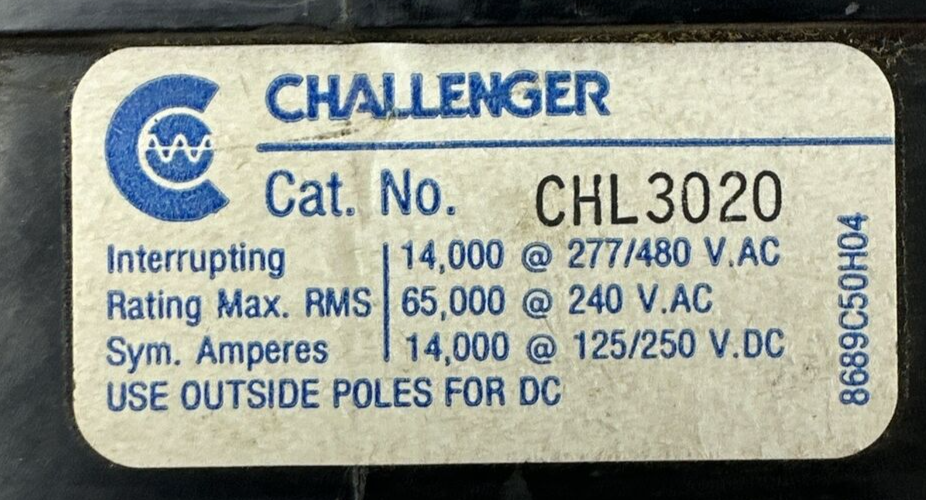 CHALLENGER
Cat. No. CHL3020
Interrupting 14,000 @ 277/480 V.AC
Rating Max. RMS 65,000 @ 240 V.AC
Sym. Amperes 14,000 @ 125/250 V.DC
USE OUTSIDE POLES FOR DC
8689C50H04